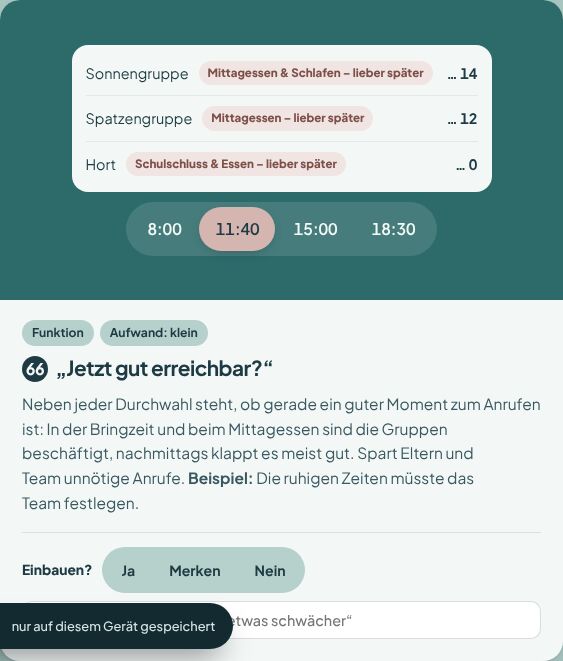 Sonnengruppe Mittagessen & Schlafen – lieber später … 14
Spatzengruppe Mittagessen – lieber später … 12
Hort Schulschluss & Essen – lieber später … 0
8:00 11:40 15:00 18:30
Funktion Aufwand: klein
66 „Jetzt gut erreichbar?“
Neben jeder Durchwahl steht, ob gerade ein guter Moment zum Anrufen
ist: In der Bringzeit und beim Mittagessen sind die Gruppen
beschäftigt, nachmittags klappt es meist gut. Spart Eltern und
Team unnötige Anrufe. Beispiel: Die ruhigen Zeiten müsste das
Team festlegen.
Einbauen? Ja Merken Nein
etwas schwächer“
nur auf diesem Gerät gespeichert